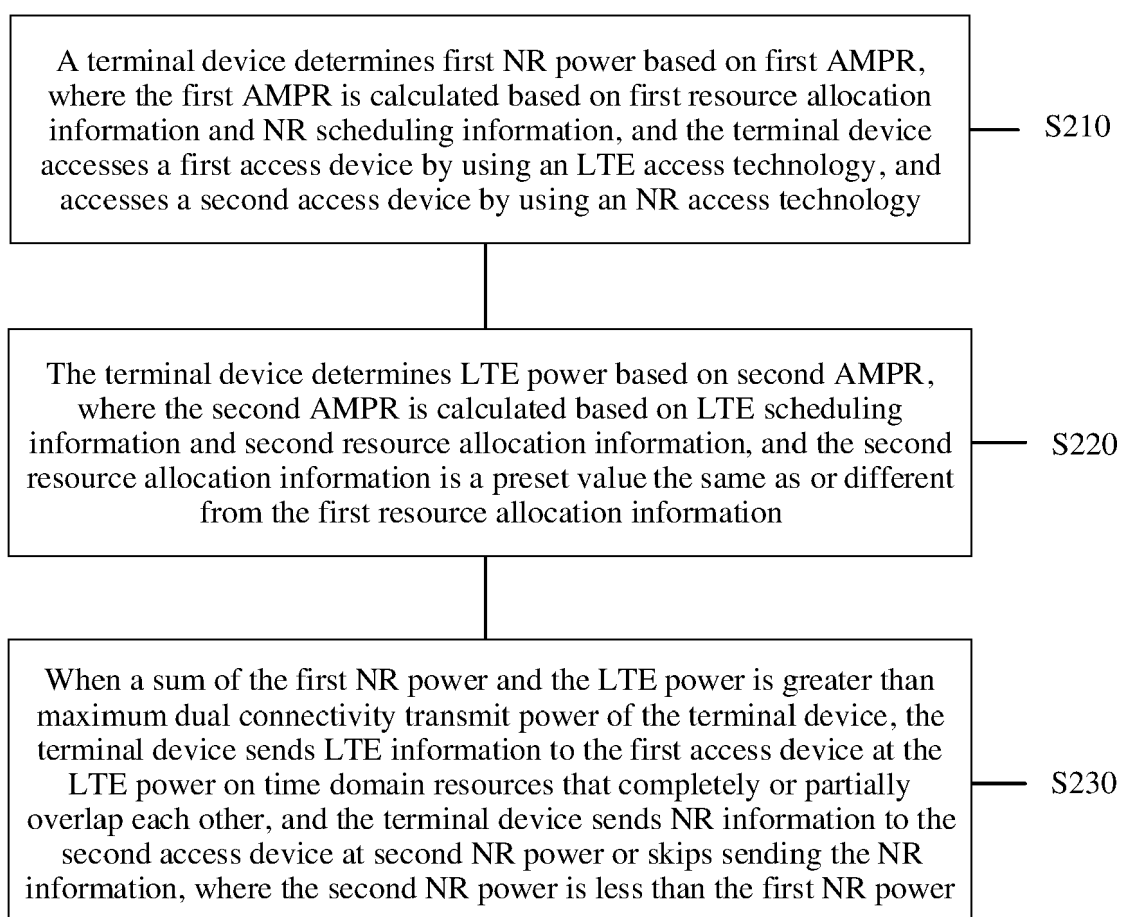 A terminal device determines first NR power based on first AMPR,
where the first AMPR is calculated based on first resource allocation
information and NR scheduling information, and the terminal device
accesses a first access device by using an LTE access technology, and
accesses a second access device by using an NR access technology
S210
The terminal device determines LTE power based on second AMPR,
where the second AMPR is calculated based on LTE scheduling
information and second resource allocation information, and the second
resource allocation information is a preset value the same as or different
from the first resource allocation information
S220
When a sum of the first NR power and the LTE power is greater than
maximum dual connectivity transmit power of the terminal device, the
terminal device sends LTE information to the first access device at the
LTE power on time domain resources that completely or partially
overlap each other, and the terminal device sends NR information to the
second access device at second NR power or skips sending the NR
information, where the second NR power is less than the first NR power
S230